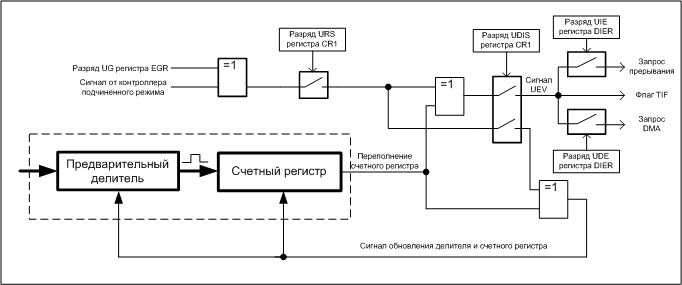 Разряд URS
регистра CR1
Разряд UDIS
регистра CR1
Разряд UIE
регистра DIER
=1
Разряд UG регистра EGR
Сигнал от контроллера
подчиненного режима
=1
Сигнал
UEV
Запрос
прерывания
Флаг TIF
Запрос
DMA
Предварительный
делитель
Счетный регистр
Переполнение
счетного регистра
Разряд UDE
регистра DIER
=1
Сигнал обновления делителя и счетного регистра